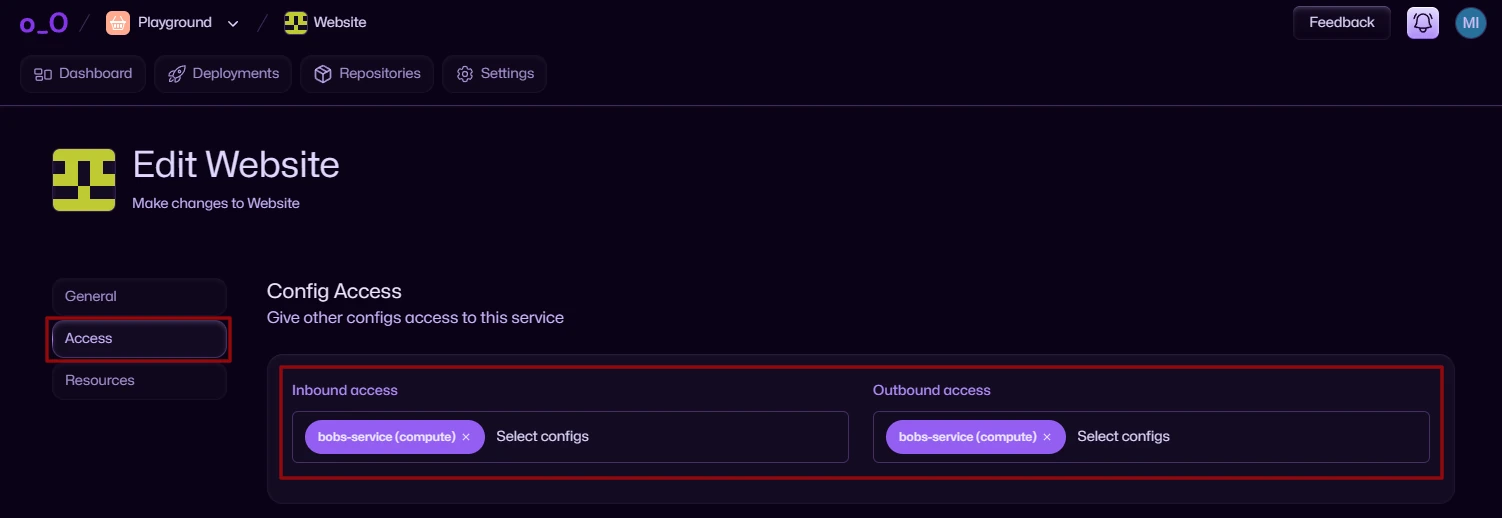 o_O / Playground / Website Feedback MI
Dashboard Deployments Repositories Settings
Edit Website
Make changes to Website
General
Access
Resources
Config Access
Give other configs access to this service
Inbound access Outbound access
bobs-service (compute) × Select configs bobs-service (compute) × Select configs